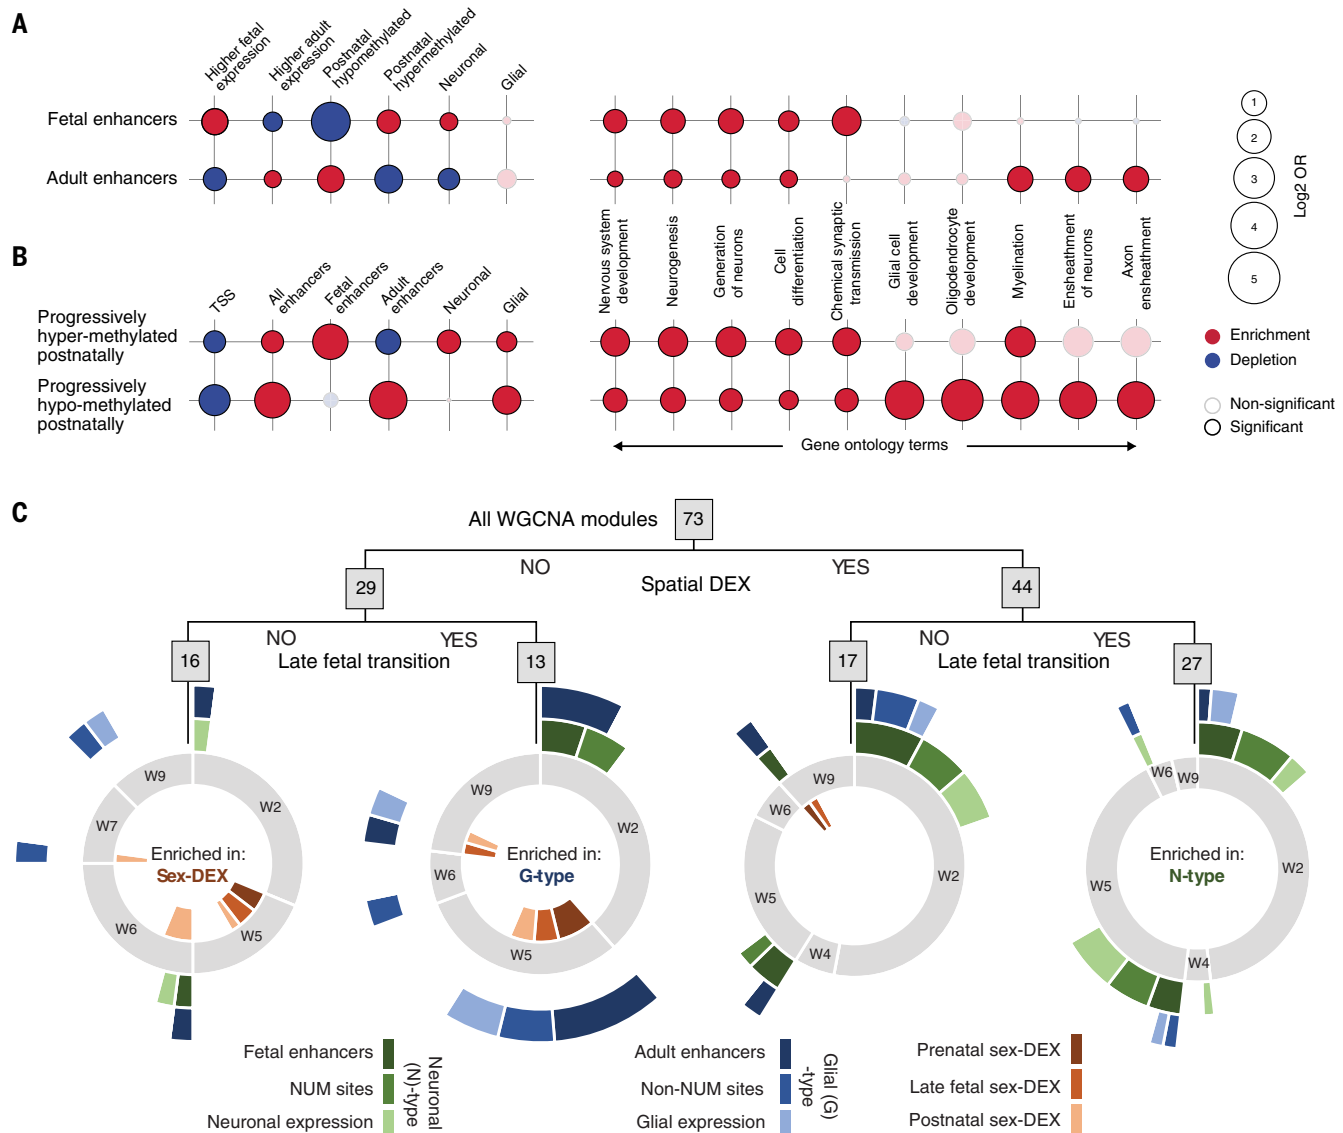 A
Higher fetal
expression
Higher adult
expression
Postnatal
hypomethylated
Postnatal
hypermethylated
Neuronal
Glial
Fetal enhancers
Adult enhancers
1
2
3
4
5
Log2 OR
Nervous system
development
Neurogenesis
Generation
of neurons
Cell
differentiation
Chemical synaptic
transmission
Glial cell
development
Oligodendrocyte
development
Myelination
Ensheathment
of neurons
Axon
ensheathment
B
TSS
All
enhancers
Fetal
enhancers
Adult
enhancers
Neuronal
Glial
Progressively
hyper-methylated
postnatally
Progressively
hypo-methylated
postnatally
Enrichment
Depletion
Non-significant
Significant
Gene ontology terms
C
All WGCNA modules
73
NO
YES
Spatial DEX
29
44
NO
YES
Late fetal transition
NO
YES
Late fetal transition
16
13
17
27
W9
W2
W7
W6
W5
Enriched in:
Sex-DEX
W9
W2
W6
W5
Enriched in:
G-type
W9
W6
W2
W5
W4
W6
W9
W5
W2
W4
Enriched in:
N-type
Fetal enhancers
NUM sites
Neuronal expression
Neuronal
(N)-type
Adult enhancers
Non-NUM sites
Glial expression
Glial (G)
-type
Prenatal sex-DEX
Late fetal sex-DEX
Postnatal sex-DEX